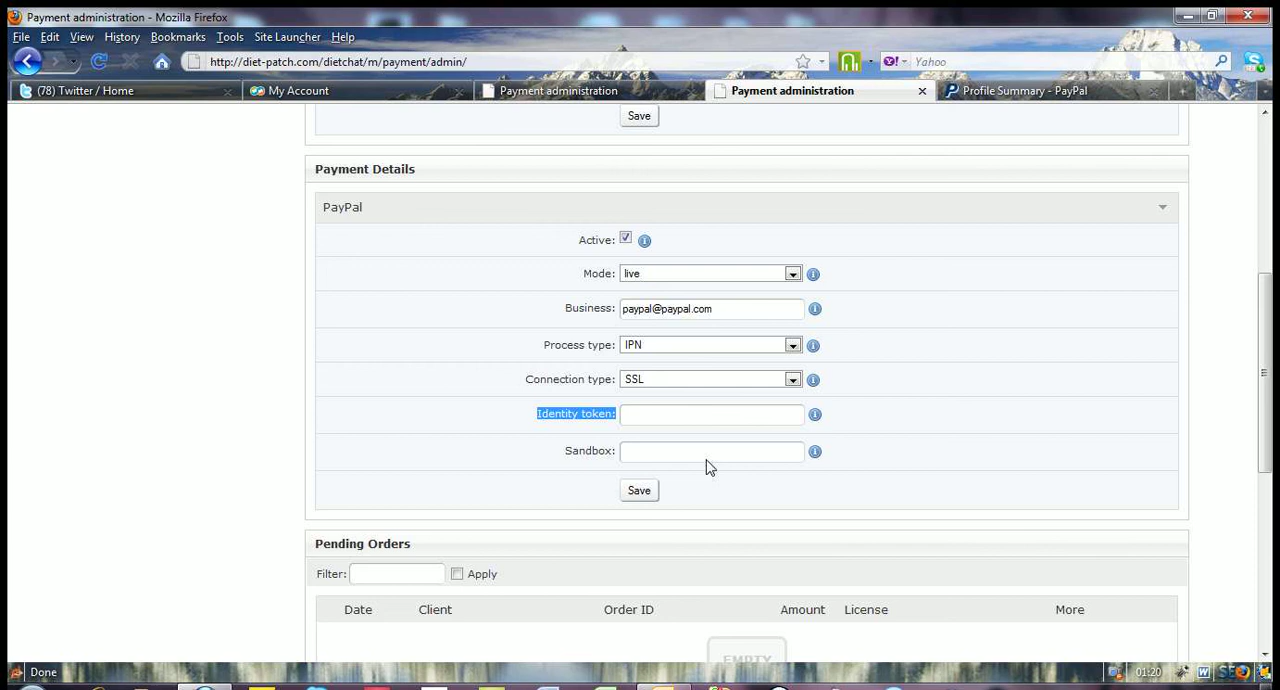 Payment administration - Mozilla Firefox
File Edit View History Bookmarks Tools Site Launcher Help
http://diet-patch.com/dietchat/m/payment/admin/
Yahoo
(78) Twitter / Home
My Account
Payment administration
Payment administration
Profile Summary - PayPal
Save
Payment Details
PayPal
Active:
Mode: live
Business: paypal@paypal.com
Process type: IPN
Connection type: SSL
Identity token:
Sandbox:
Save
Pending Orders
Filter: Apply
Date Client Order ID Amount License More
EMPTY
Done
01:20